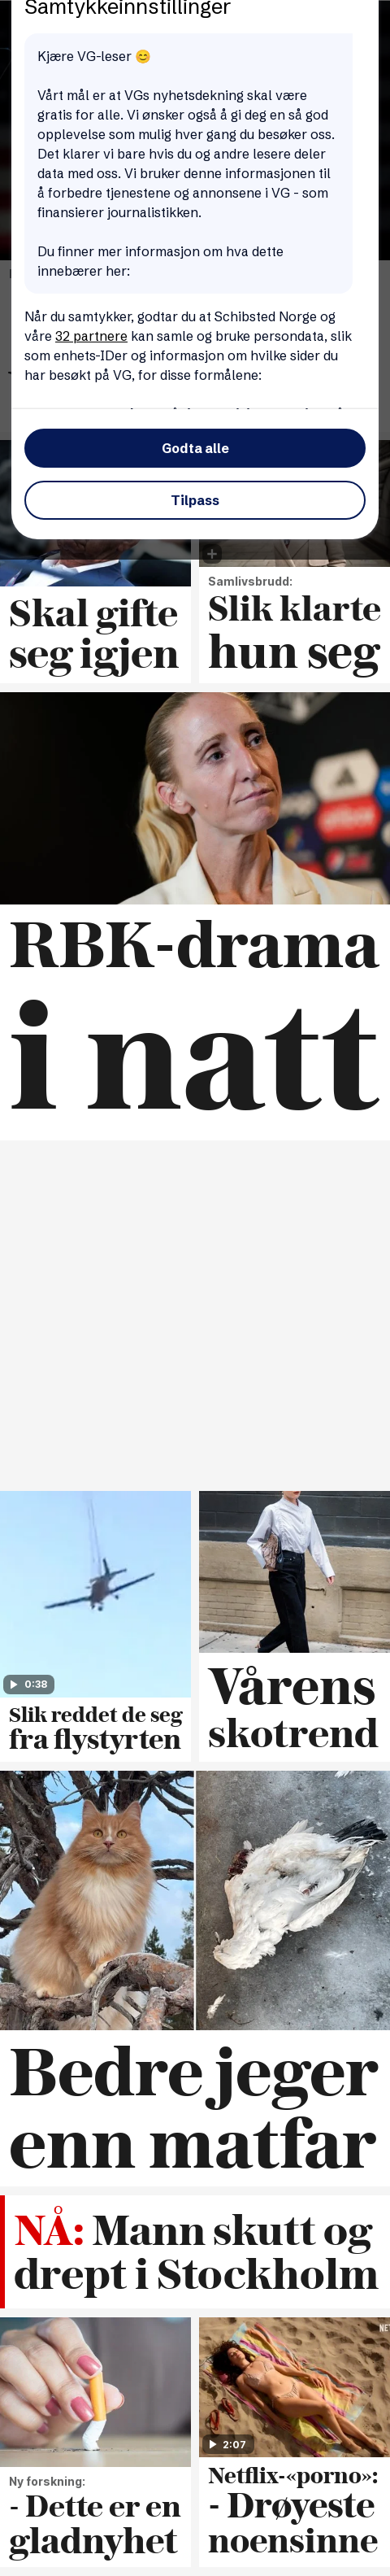 Samtykkeinnstillinger
Kjære VG-leser 😊
Vårt mål er at VGs nyhetsdekning skal være
gratis for alle. Vi ønsker også å gi deg en så god
opplevelse som mulig hver gang du besøker oss.
Det klarer vi bare hvis du og andre lesere deler
data med oss. Vi bruker denne informasjonen til
å forbedre tjenestene og annonsene i VG - som
finansierer journalistikken.
Du finner mer informasjon om hva dette
innebærer her:
Når du samtykker, godtar du at Schibsted Norge og
våre 32 partnere kan samle og bruke persondata, slik
som enhets-IDer og informasjon om hvilke sider du
har besøkt på VG, for disse formålene:
Godta alle
Tilpass
Skal gifte
seg igjen
Samlivsbrudd:
Slik klarte
hun seg
RBK-drama
i natt
0:38
Slik reddet de seg
fra flystyrten
Vårens
skotrend
Bedre jeger
enn matfar
NÅ: Mann skutt og
drept i Stockholm
Ny forskning:
- Dette er en
gladnyhet
2:07
Netflix-«porno»:
- Drøyeste
noensinne